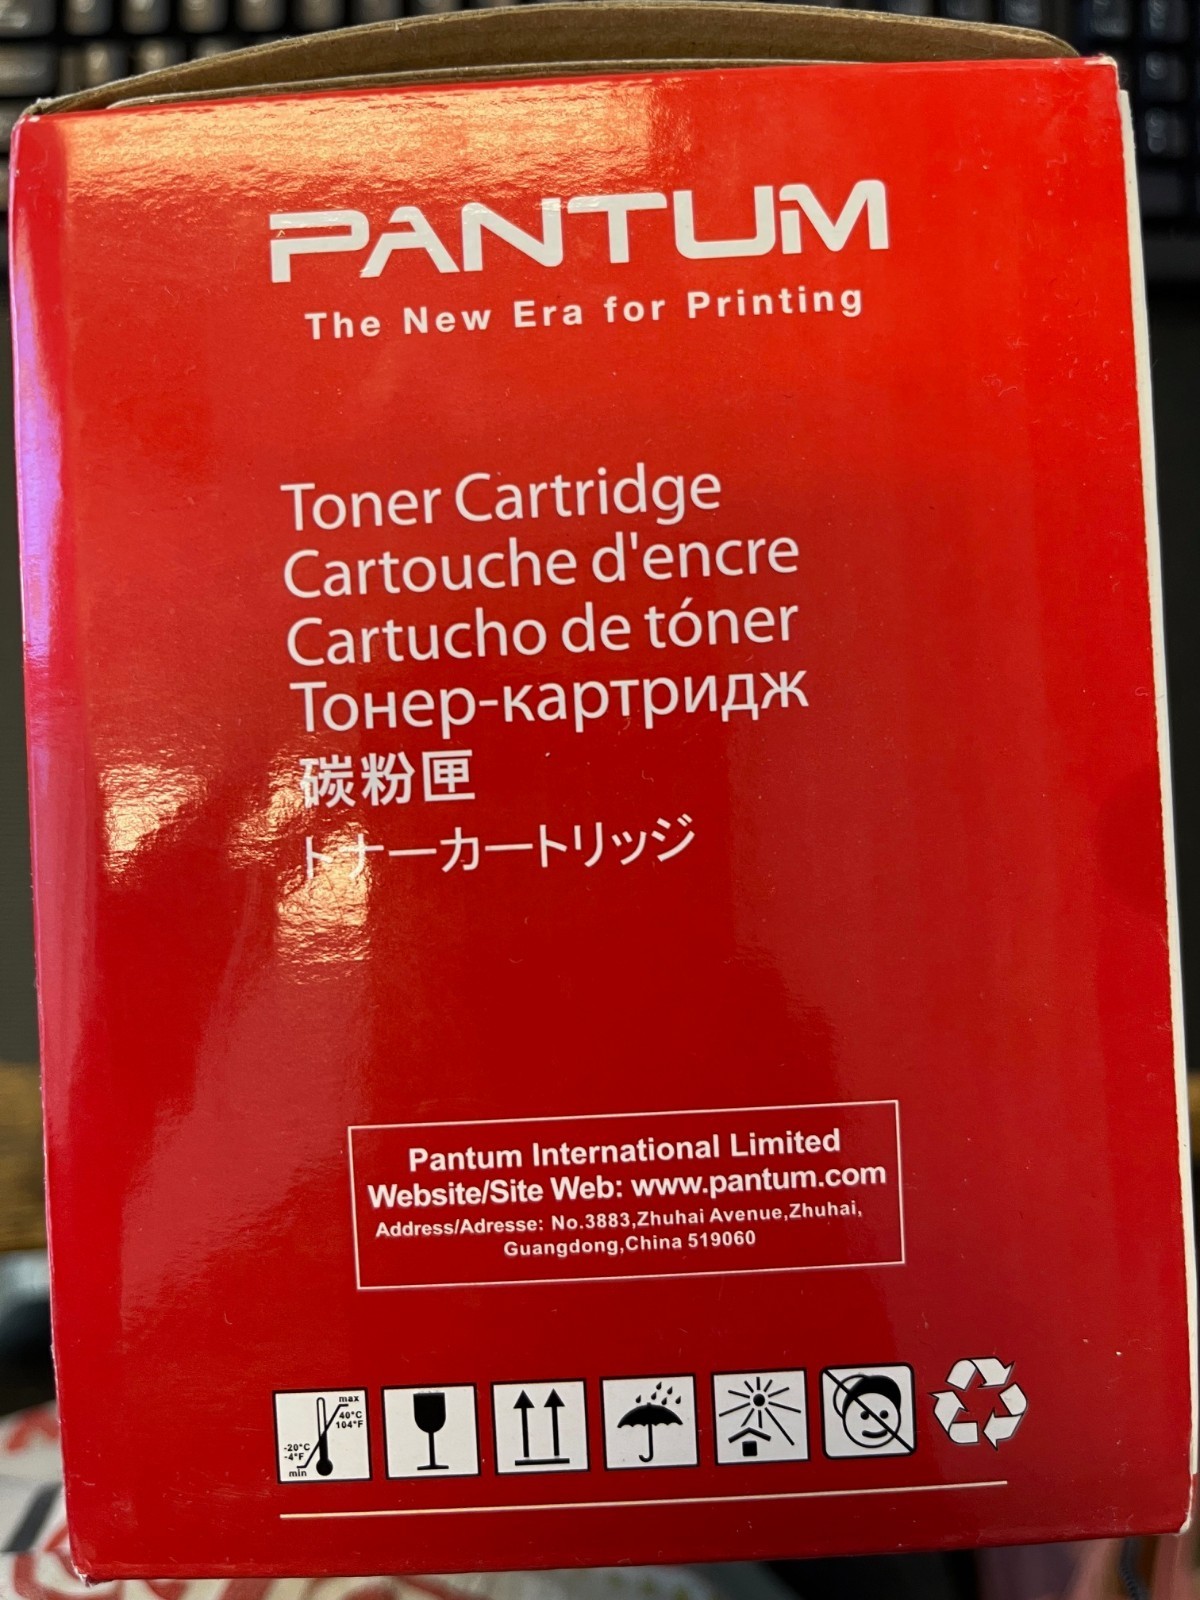 PANTUM
The New Era for Printing
Toner Cartridge
Cartouche d'encre
Cartucho de tóner
Тонер-картридж
碳粉匣
トナーカートリッジ
Pantum International Limited
Website/Site Web: www.pantum.com
Address/Adresse: No.3883,Zhuhai Avenue,Zhuhai,
Guangdong,China 519060
max
40°C
104°F
-20°C
-4°F
min